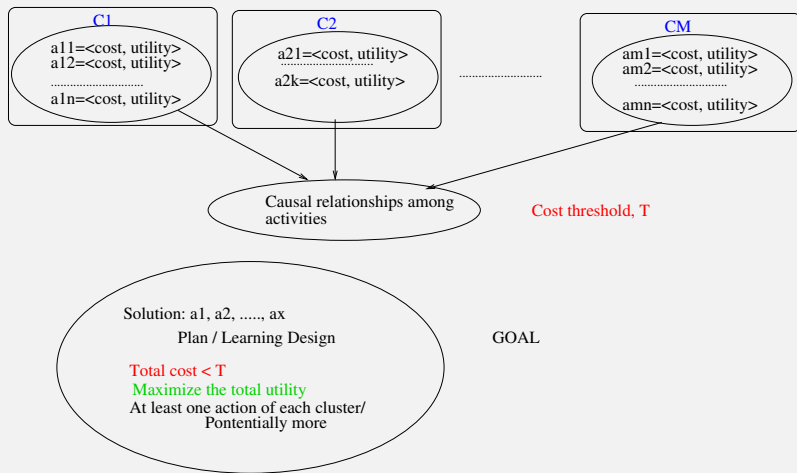 C1
a11=<cost, utility>
a12=<cost, utility>
............................
a1n=<cost, utility>
C2
a21=<cost, utility>
............................
a2k=<cost, utility>
.........................
CM
am1=<cost, utility>
am2=<cost, utility>
............................
amn=<cost, utility>
Causal relationships among
activities
Cost threshold, T
Solution: a1, a2, ....., ax
Plan / Learning Design
GOAL
Total cost < T
Maximize the total utility
At least one action of each cluster/
Pontentially more